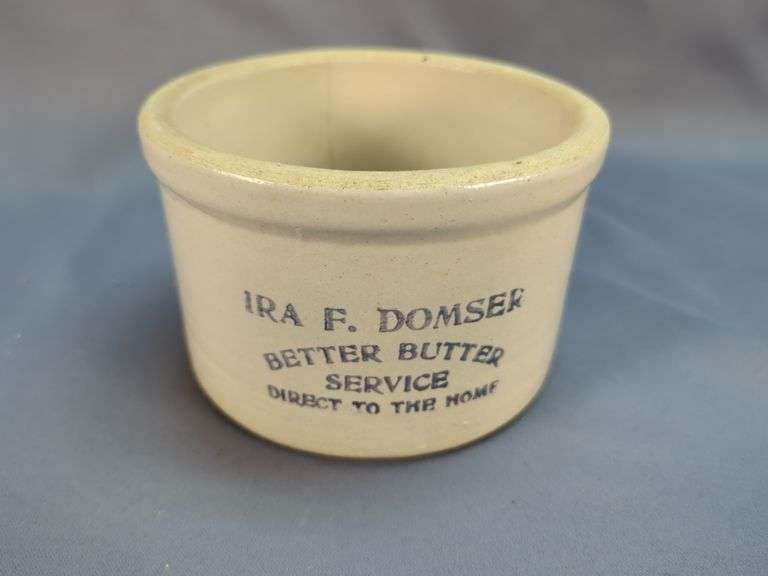 IRA F. DOMSER
BETTER BUTTER
SERVICE
DIRECT TO THE HOME